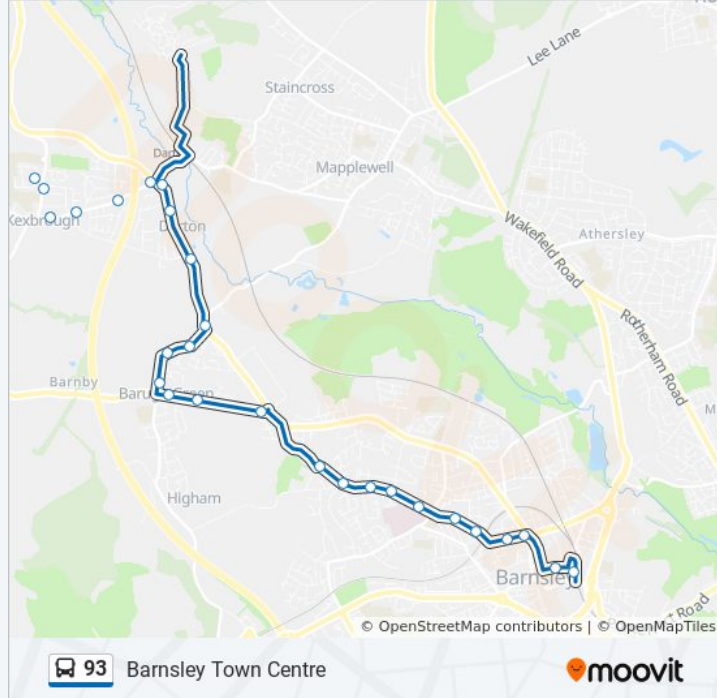 Lee Lane
Staincross
Mapplewell
Kexbrough
Wakefield Road
Athersley
Rotherham Road
Barnby
Higham
Barnsley
Road
© OpenStreetMap contributors | © OpenMapTiles
93 Barnsley Town Centre
moovit